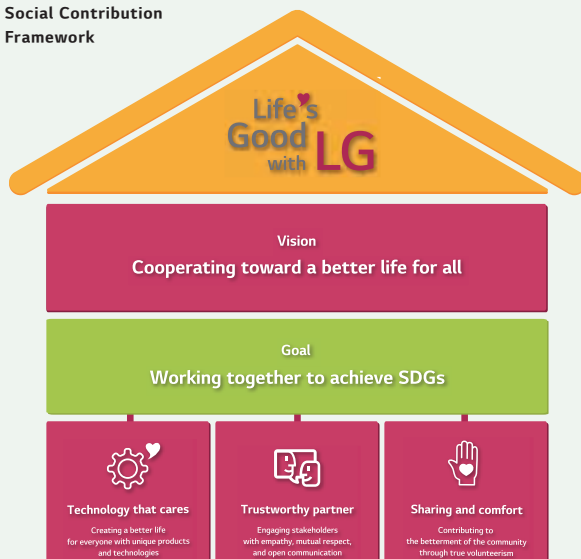 Social Contribution
Framework
Life's
Good
with LG
Vision
Cooperating toward a better life for all
Goal
Working together to achieve SDGs
Technology that cares
Creating a better life
for everyone with unique products
and technologies
Trustworthy partner
Engaging stakeholders
with empathy, mutual respect,
and open communication
Sharing and comfort
Contributing to
the betterment of the community
through true volunteerism